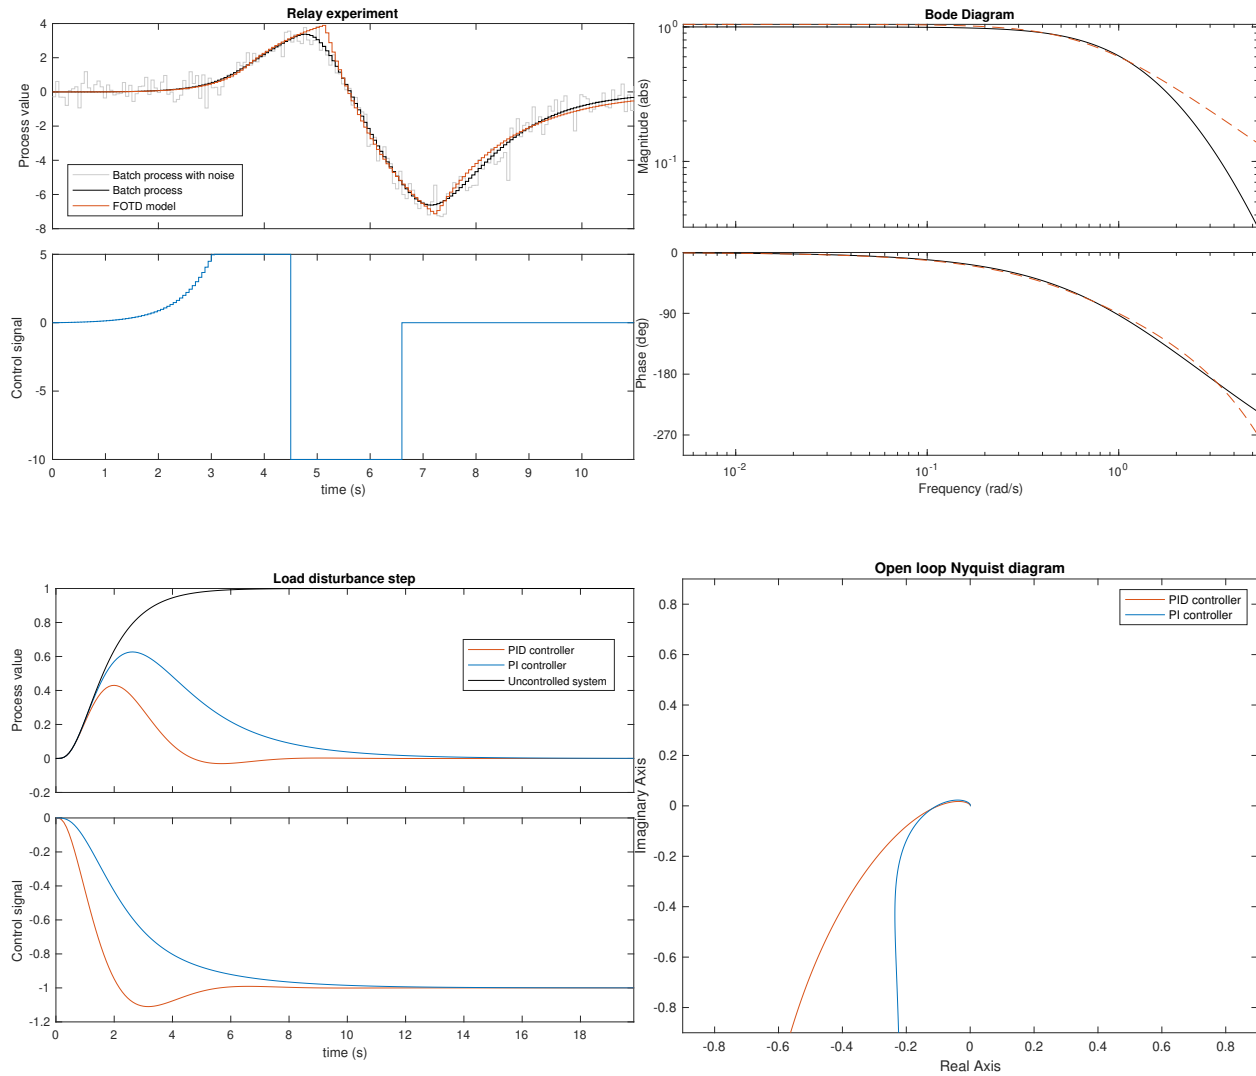 Relay experiment
4
2
0
-2
-4
-6
-8
Process value
Batch process with noise
Batch process
FOTD model
5
0
-5
-10
Control signal
0 1 2 3 4 5 6 7 8 9 10
time (s)
Bode Diagram
10^0
10^-1
Magnitude (abs)
0
-90
-180
-270
Phase (deg)
10^-2 10^-1 10^0
Frequency (rad/s)
Load disturbance step
1
0.8
0.6
0.4
0.2
0
-0.2
Process value
PID controller
PI controller
Uncontrolled system
0
-0.2
-0.4
-0.6
-0.8
-1
-1.2
Control signal
0 2 4 6 8 10 12 14 16 18
time (s)
Open loop Nyquist diagram
PID controller
PI controller
0.8
0.6
0.4
0.2
0
-0.2
-0.4
-0.6
-0.8
Imaginary Axis
-0.8 -0.6 -0.4 -0.2 0 0.2 0.4 0.6 0.8
Real Axis